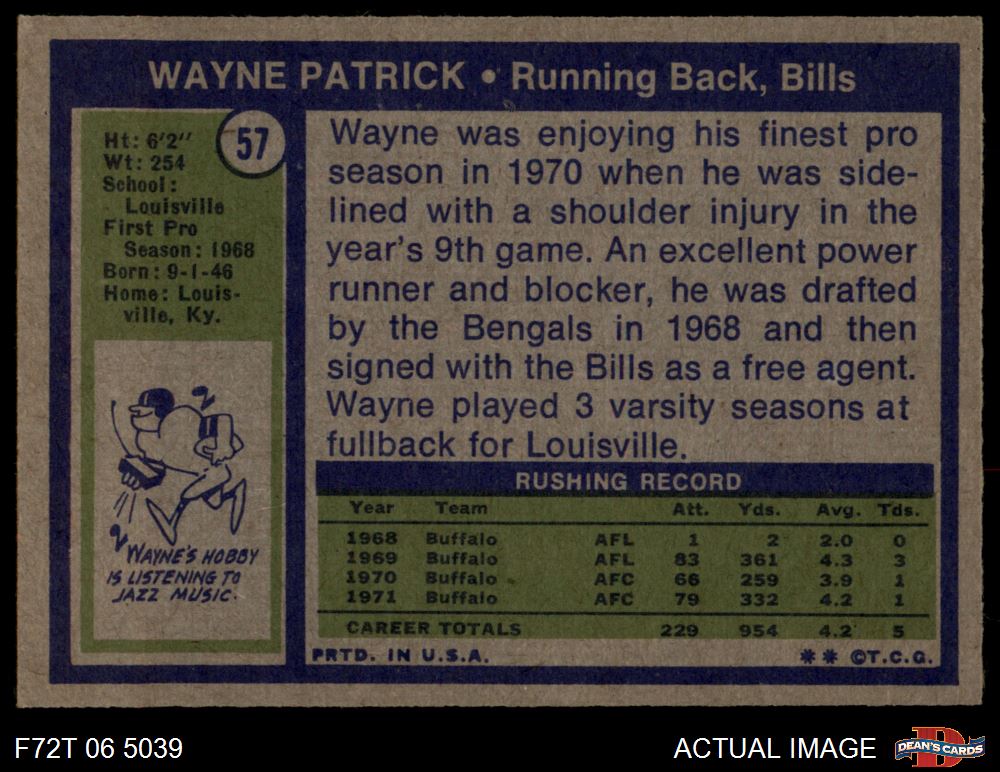 WAYNE PATRICK • Running Back, Bills
57
Ht: 6'2"
Wt: 254
School:
Louisville
First Pro
Season: 1968
Born: 9-1-46
Home: Louis-
ville, Ky.
WAYNE'S HOBBY
IS LISTENING TO
JAZZ MUSIC.
Wayne was enjoying his finest pro
season in 1970 when he was side-
lined with a shoulder injury in the
year's 9th game. An excellent power
runner and blocker, he was drafted
by the Bengals in 1968 and then
signed with the Bills as a free agent.
Wayne played 3 varsity seasons at
fullback for Louisville.
RUSHING RECORD
Year Team Att. Yds. Avg. Tds.
1968 Buffalo AFL 1 2 2.0 0
1969 Buffalo AFL 83 361 4.3 3
1970 Buffalo AFC 66 259 3.9 1
1971 Buffalo AFC 79 332 4.2 1
CAREER TOTALS 229 954 4.2 5
PRTD. IN U.S.A. ** ©T.C.G.
F72T 06 5039 ACTUAL IMAGE D DEAN'S CARDS